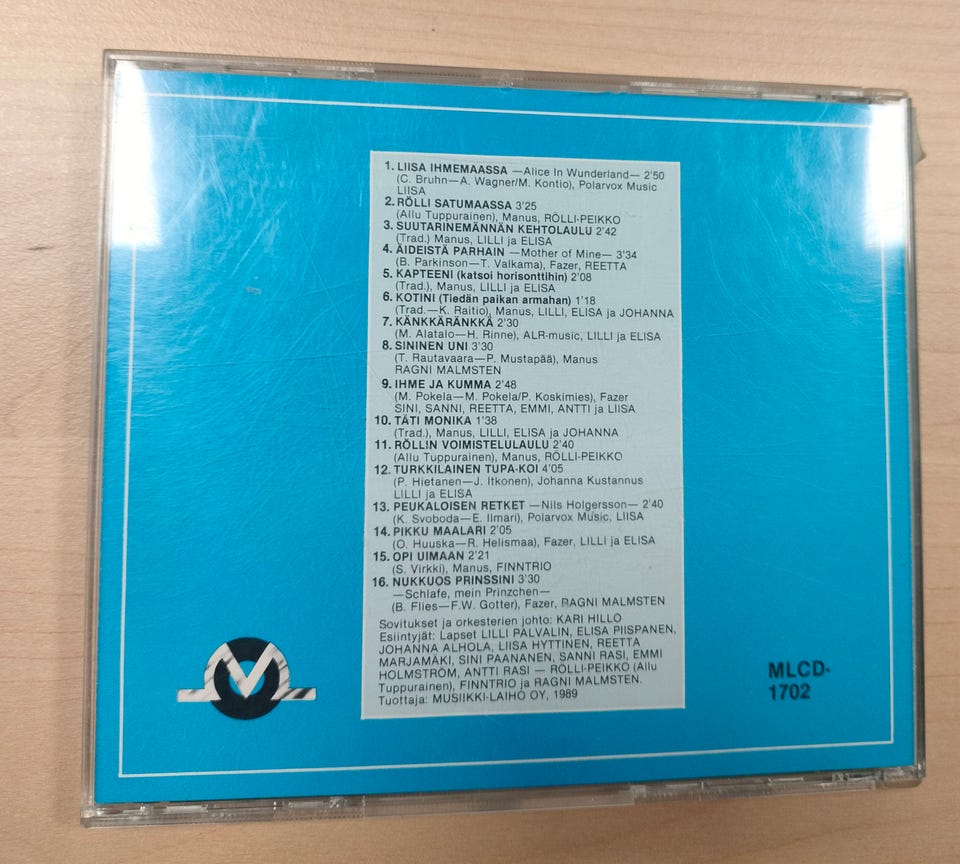 1. LIISA IHMEMAASSA —Alice In Wunderland— 2'50
(C. Bruhn—A. Wagner/M. Kontio), Polarvox Music
LIISA
2. RÖLLI SATUMAASSA 3'25
(Allu Tuppurainen), Manus, RÖLLI-PEIKKO
3. SUUTARINEMÄNNÄN KEHTOLAULU 2'42
(Trad.) Manus, LILLI ja ELISA
4. ÄIDEISTÄ PARHAIN —Mother of Mine— 3'34
(B. Parkinson—T. Valkama), Fazer, REETTA
5. KAPTEENI (katsoi horisonttihin) 2'08
(Trad.), Manus, LILLI ja ELISA
6. KOTINI (Tiedän paikan armahan) 1'18
(Trad.—K. Raitio), Manus, LILLI, ELISA ja JOHANNA
7. KÄNKKÄRÄNKKÄ 2'30
(M. Alatalo—H. Rinne), ALR-music, LILLI ja ELISA
8. SININEN UNI 3'30
(T. Rautavaara—P. Mustapää), Manus
RAGNI MALMSTEN
9. IHME JA KUMMA 2'48
(M. Pokela—M. Pokela/P. Koskimies), Fazer
SINI, SANNI, REETTA, EMMI, ANTTI ja LIISA
10. TÄTI MONIKA 1'38
(Trad.), Manus, LILLI, ELISA ja JOHANNA
11. RÖLLIN VOIMISTELULAULU 2'40
(Allu Tuppurainen), Manus, RÖLLI-PEIKKO
12. TURKKILAINEN TUPA-KOI 4'05
(P. Hietanen—J. Itkonen), Johanna Kustannus
LILLI ja ELISA
13. PEUKALOISEN RETKET —Nils Holgersson— 2'40
(K. Svoboda—E. Ilmari), Polarvox Music, LIISA
14. PIKKU MAALARI 2'05
(O. Huuska—R. Helismaa), Fazer, LILLI ja ELISA
15. OPI UIMAAN 2'21
(S. Virkki), Manus, FINNTRIO
16. NUKKUOS PRINSSINI 3'30
—Schlafe, mein Prinzchen—
(B. Flies—F.W. Gotter), Fazer, RAGNI MALMSTEN
Sovitukset ja orkesterien johto: KARI HILLO
Esiintyjät: Lapset LILLI PALVALIN, ELISA PIISPANEN,
JOHANNA ALHOLA, LIISA HYTTINEN, REETTA
MARJAMÄKI, SINI PAANANEN, SANNI RASI, EMMI
HOLMSTRÖM, ANTTI RASI — RÖLLI-PEIKKO (Allu
Tuppurainen), FINNTRIO ja RAGNI MALMSTEN.
Tuottaja: MUSIIKKI-LAIHO OY, 1989
MLCD-
1702